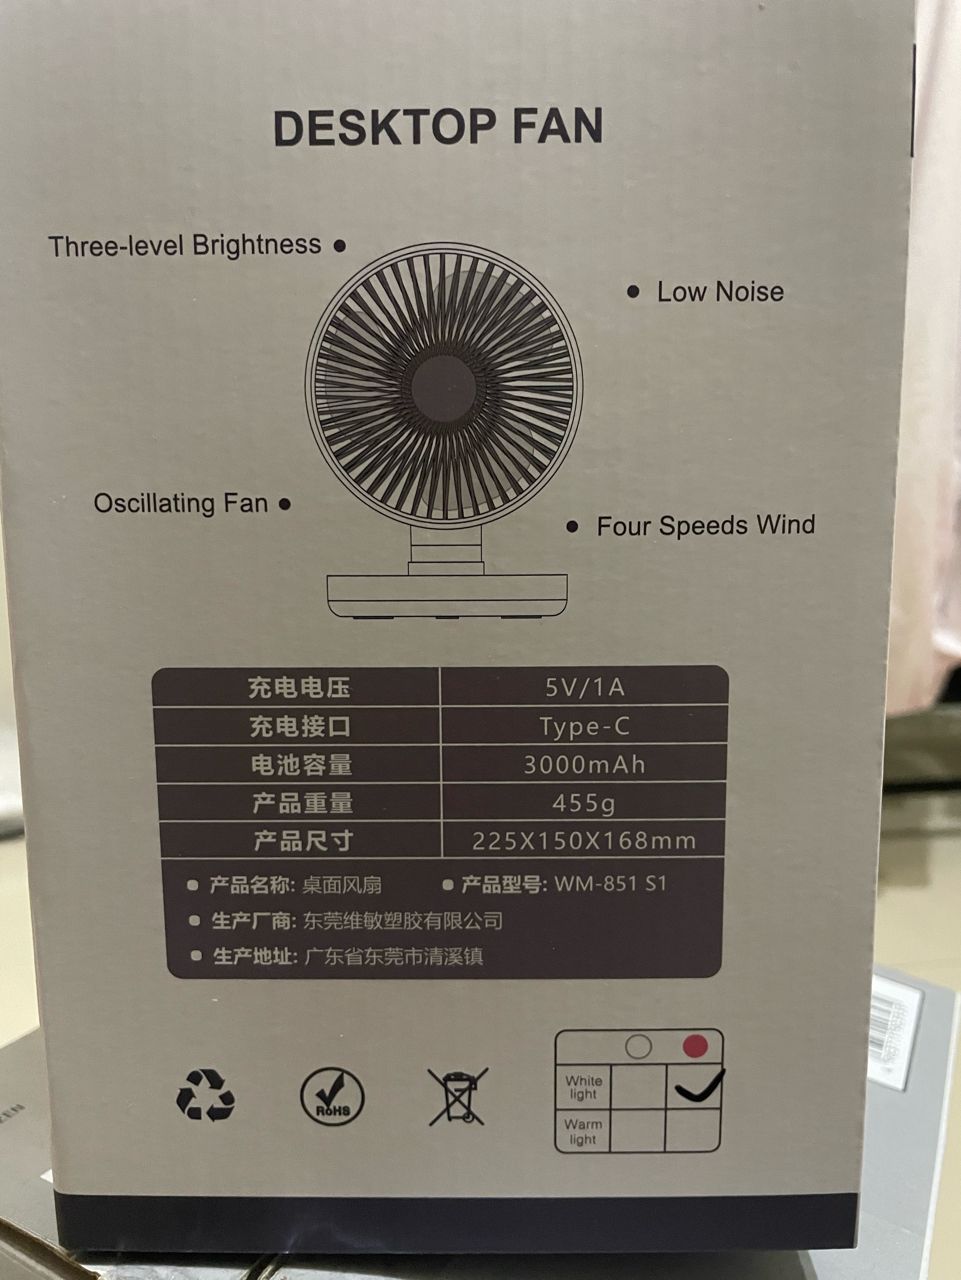 DESKTOP FAN
Three-level Brightness
Low Noise
Oscillating Fan
Four Speeds Wind
充电电压 5V/1A
充电接口 Type-C
电池容量 3000mAh
产品重量 455g
产品尺寸 225X150X168mm
产品名称: 桌面风扇 产品型号: WM-851 S1
生产厂商: 东莞维敏塑胶有限公司
生产地址: 广东省东莞市清溪镇
RoHS
White
light
Warm
light